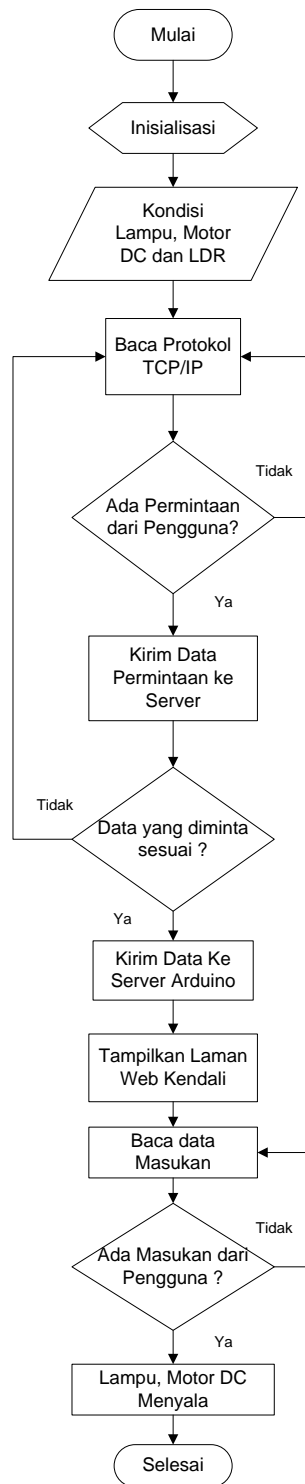 Mulai
Inisialisasi
Kondisi
Lampu, Motor
DC dan LDR
Baca Protokol
TCP/IP
Tidak
Ada Permintaan
dari Pengguna?
Ya
Kirim Data
Permintaan ke
Server
Tidak
Data yang diminta
sesuai ?
Ya
Kirim Data Ke
Server Arduino
Tampilkan Laman
Web Kendali
Baca data
Masukan
Tidak
Ada Masukan dari
Pengguna ?
Ya
Lampu, Motor DC
Menyala
Selesai